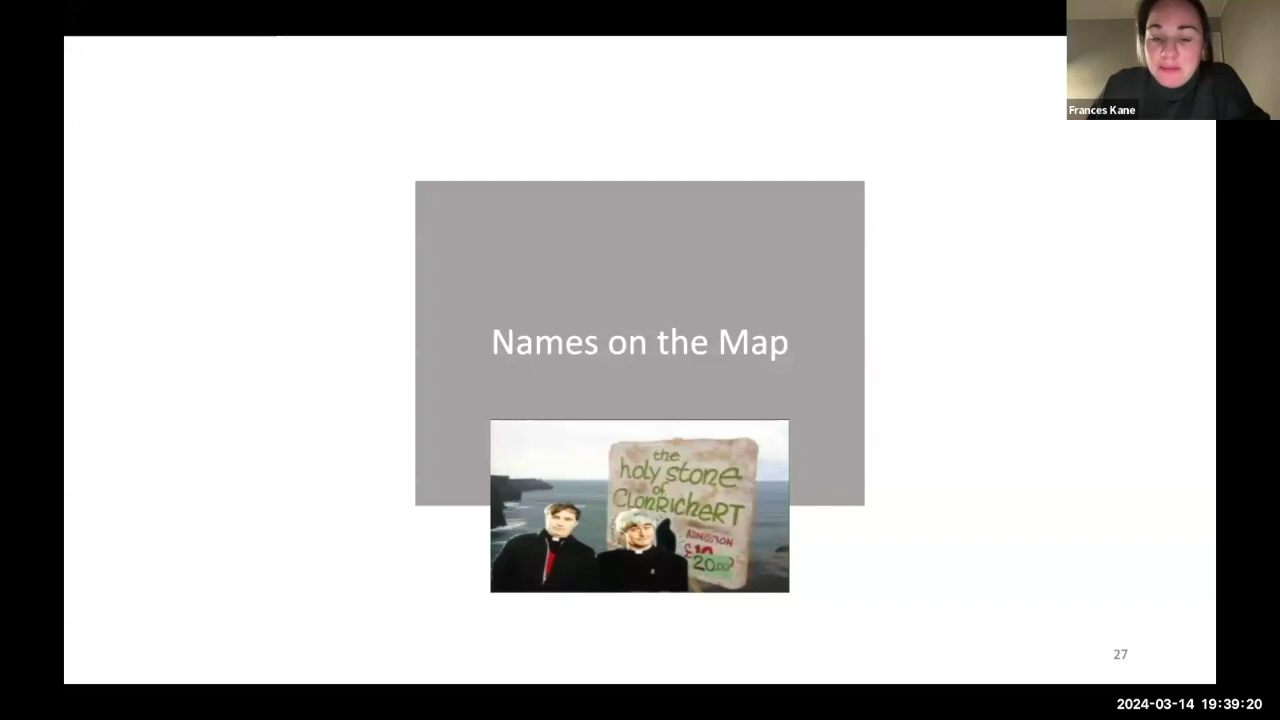 Frances Kane
Names on the Map
the
holy stone
of
CLonRicheRT
ADMISSION
£10
20.00
27
2024-03-14 19:39:20